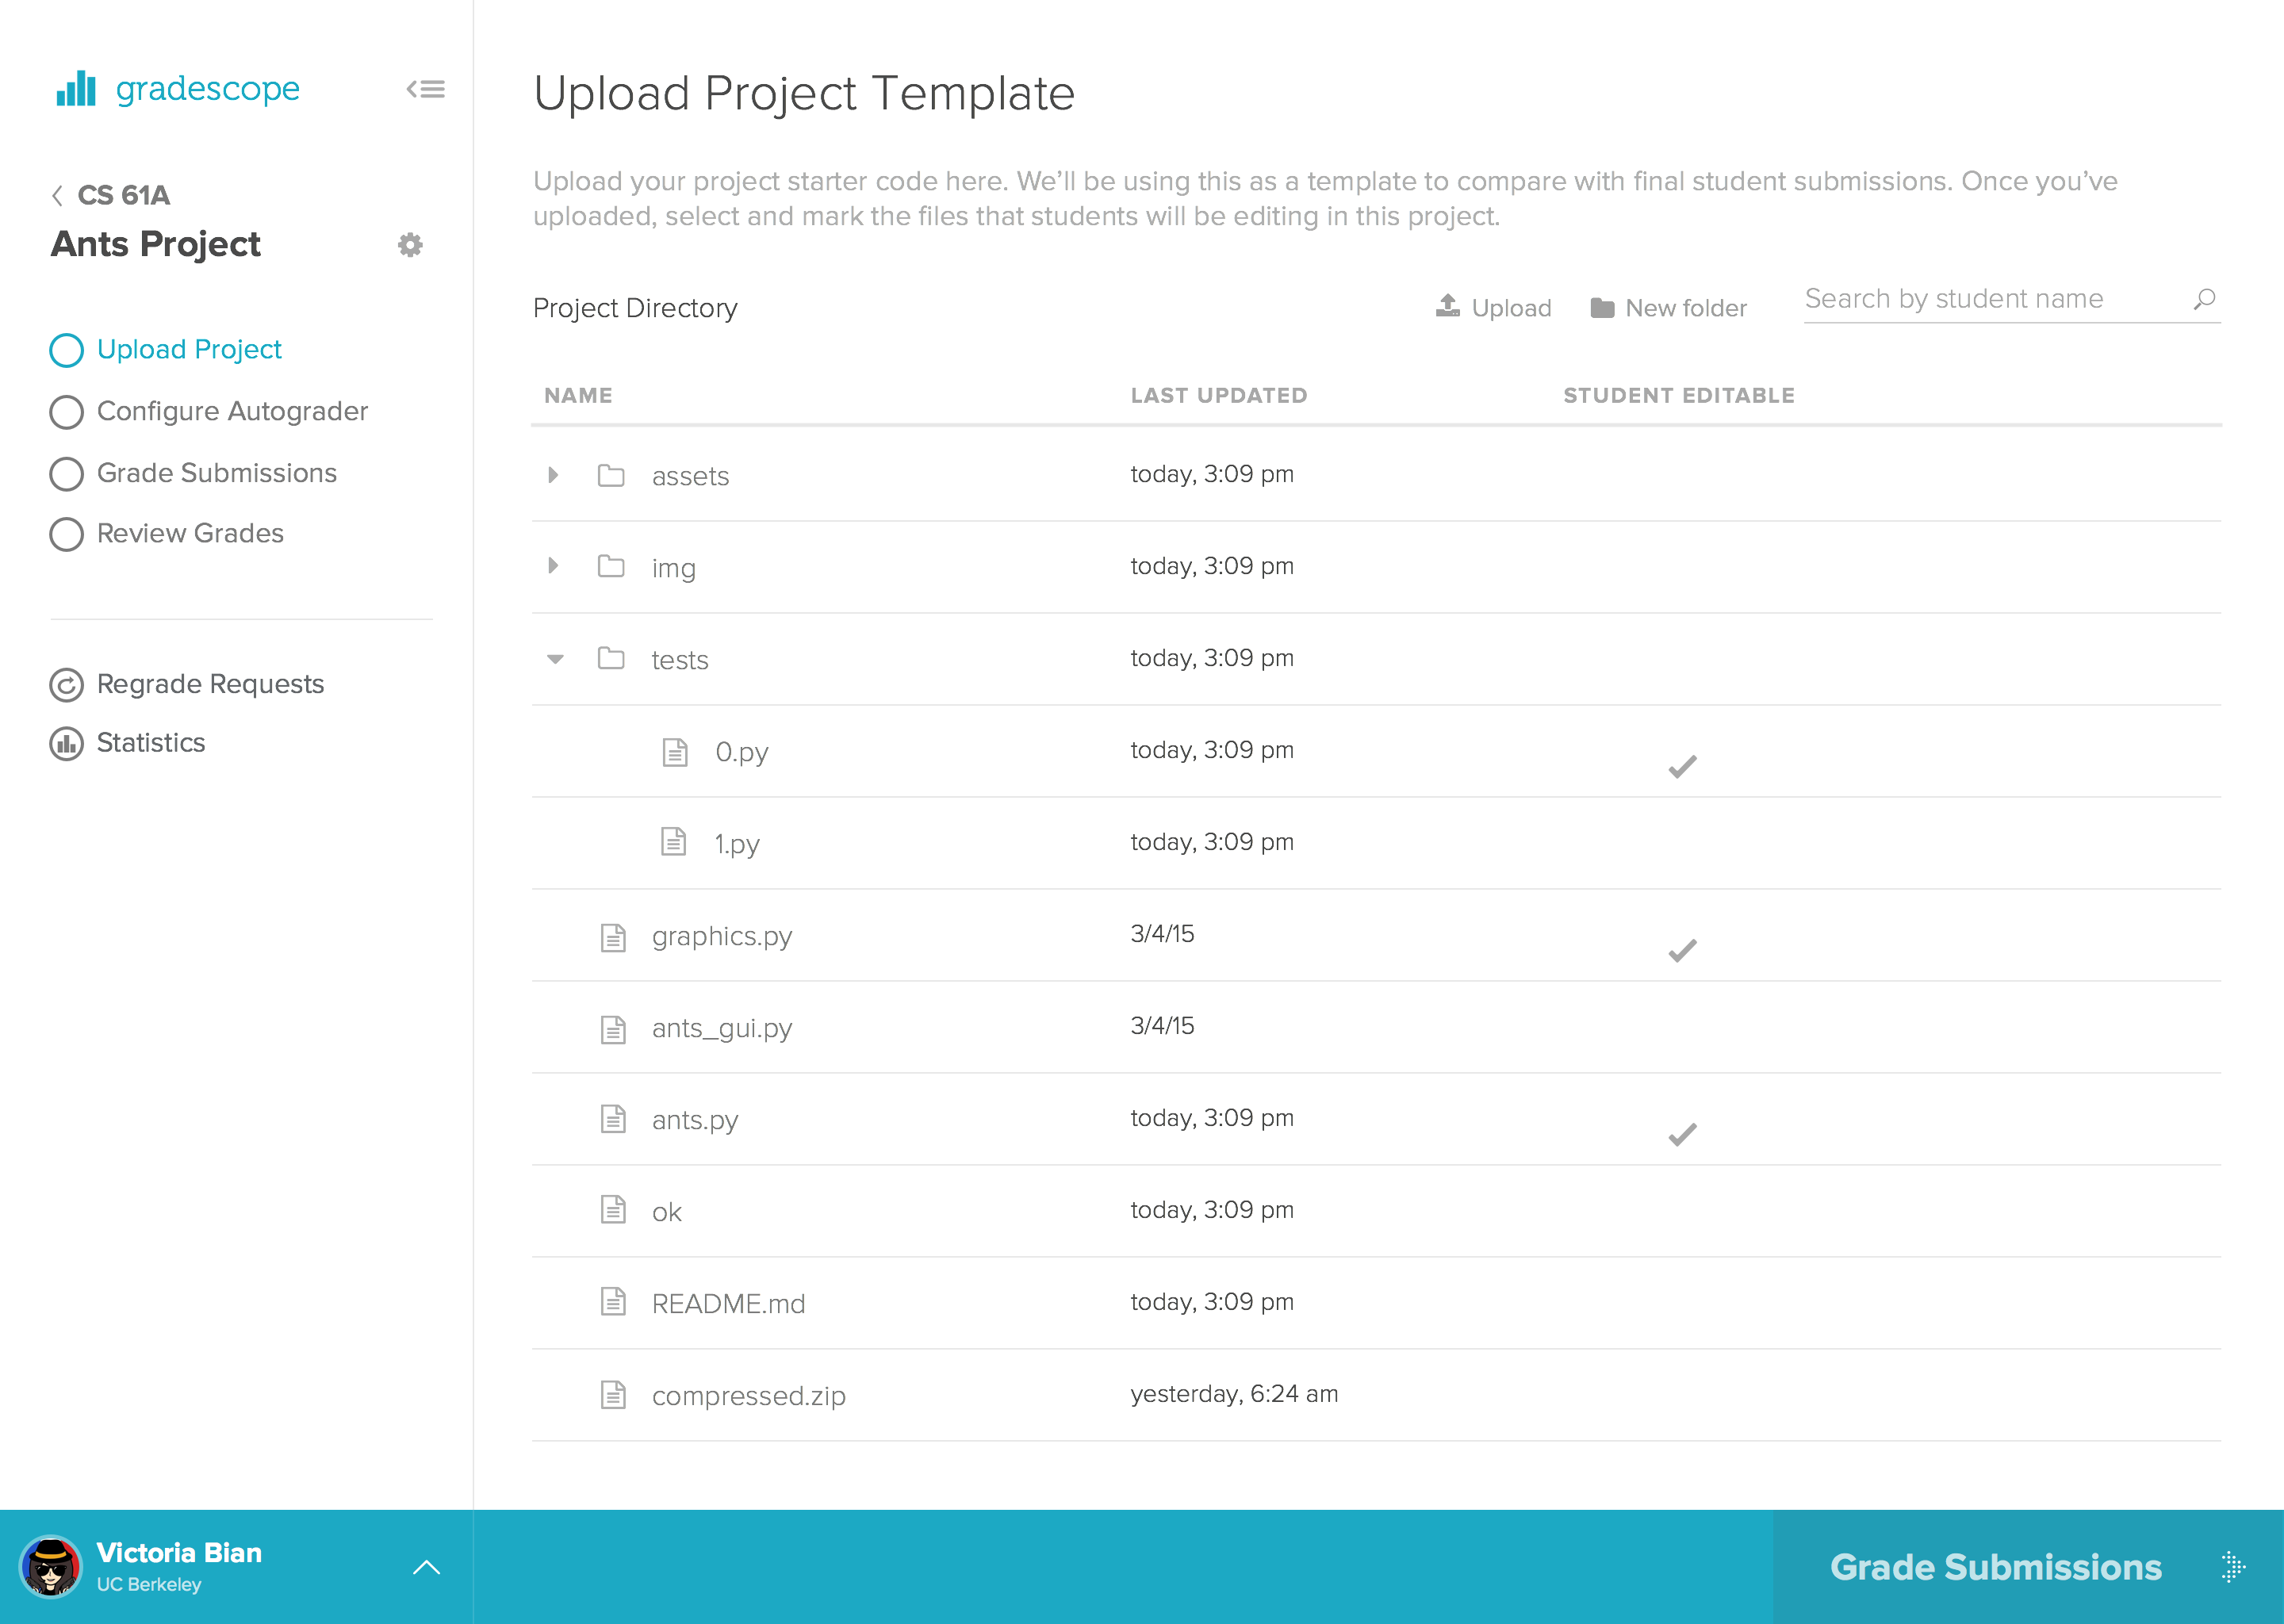 gradescope
CS 61A
Ants Project
Upload Project
Configure Autograder
Grade Submissions
Review Grades
Regrade Requests
Statistics
Upload Project Template
Upload your project starter code here. We’ll be using this as a template to compare with final student submissions. Once you’ve
uploaded, select and mark the files that students will be editing in this project.
Project Directory Upload New folder Search by student name
NAME LAST UPDATED STUDENT EDITABLE
assets today, 3:09 pm
img today, 3:09 pm
tests today, 3:09 pm
0.py today, 3:09 pm
1.py today, 3:09 pm
graphics.py 3/4/15
ants_gui.py 3/4/15
ants.py today, 3:09 pm
ok today, 3:09 pm
README.md today, 3:09 pm
compressed.zip yesterday, 6:24 am
Victoria Bian
UC Berkeley
Grade Submissions